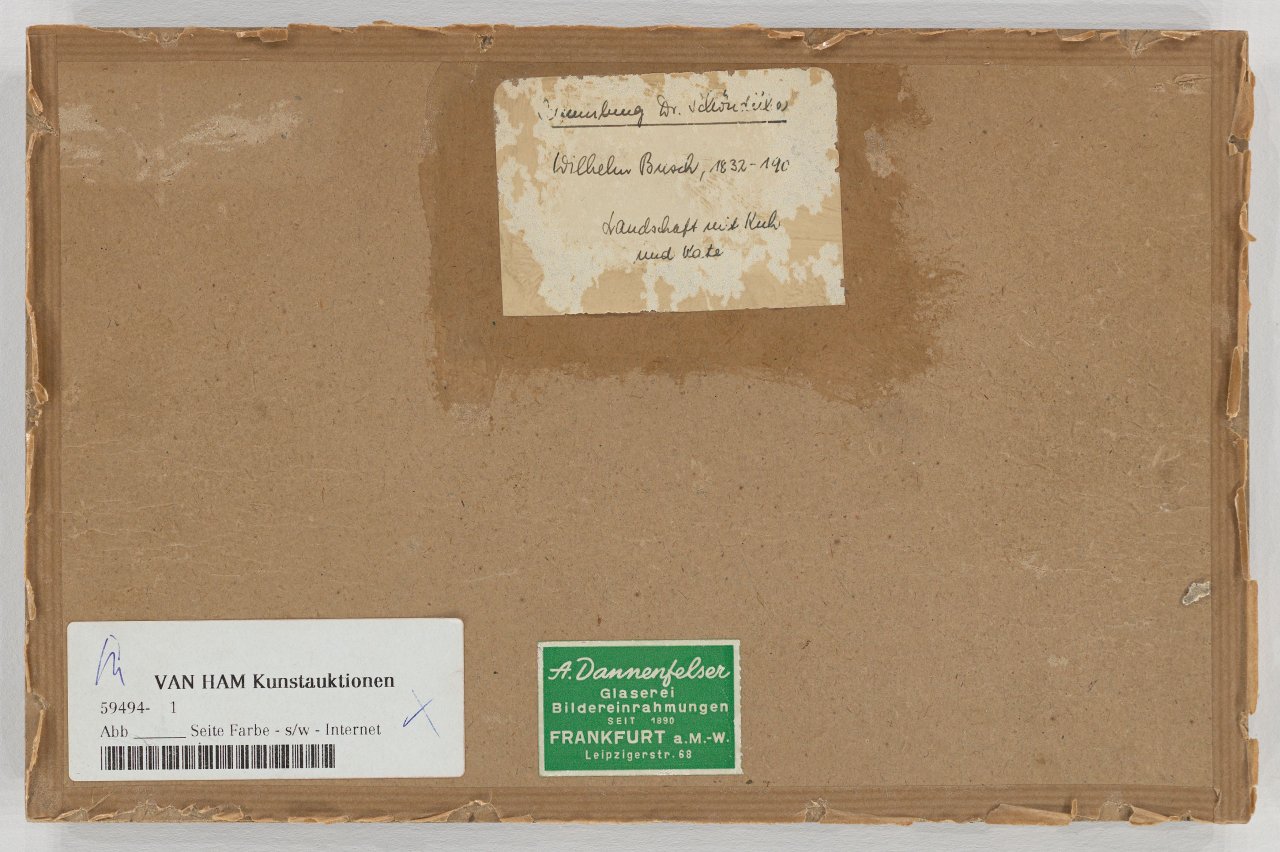 Dr.
Wilhelm Busch, 1832-190
Landschaft mit Kuh
und Kate
VAN HAM Kunstauktionen
59494- 1
Abb ______ Seite Farbe - s/w - Internet
A. Dannenfelser
Glaserei
Bildereinrahmungen
SEIT 1890
FRANKFURT a.M.-W.
Leipzigerstr. 68